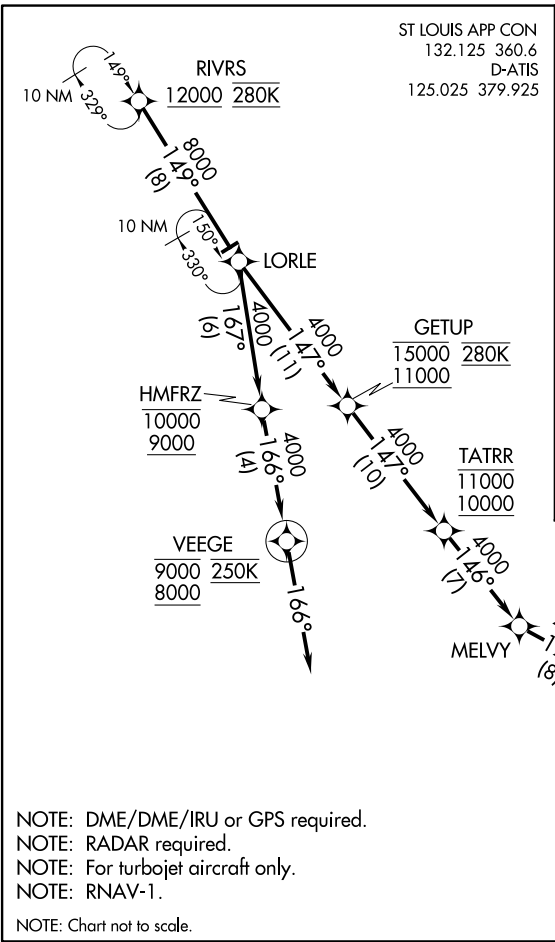 ST LOUIS APP CON
132.125 360.6
D-ATIS
125.025 379.925
RIVRS
12000 280K
10 NM
149°
329°
8000
149°
(8)
10 NM
150°
330°
LORLE
4000
167°
(6)
4000
147°
(11)
GETUP
15000 280K
11000
HMFRZ
10000
9000
4000
166°
(4)
4000
147°
(10)
TATRR
11000
10000
VEEGE
9000 250K
8000
166°
4000
146°
(7)
MELVY
(8)
NOTE: DME/DME/IRU or GPS required.
NOTE: RADAR required.
NOTE: For turbojet aircraft only.
NOTE: RNAV-1.
NOTE: Chart not to scale.